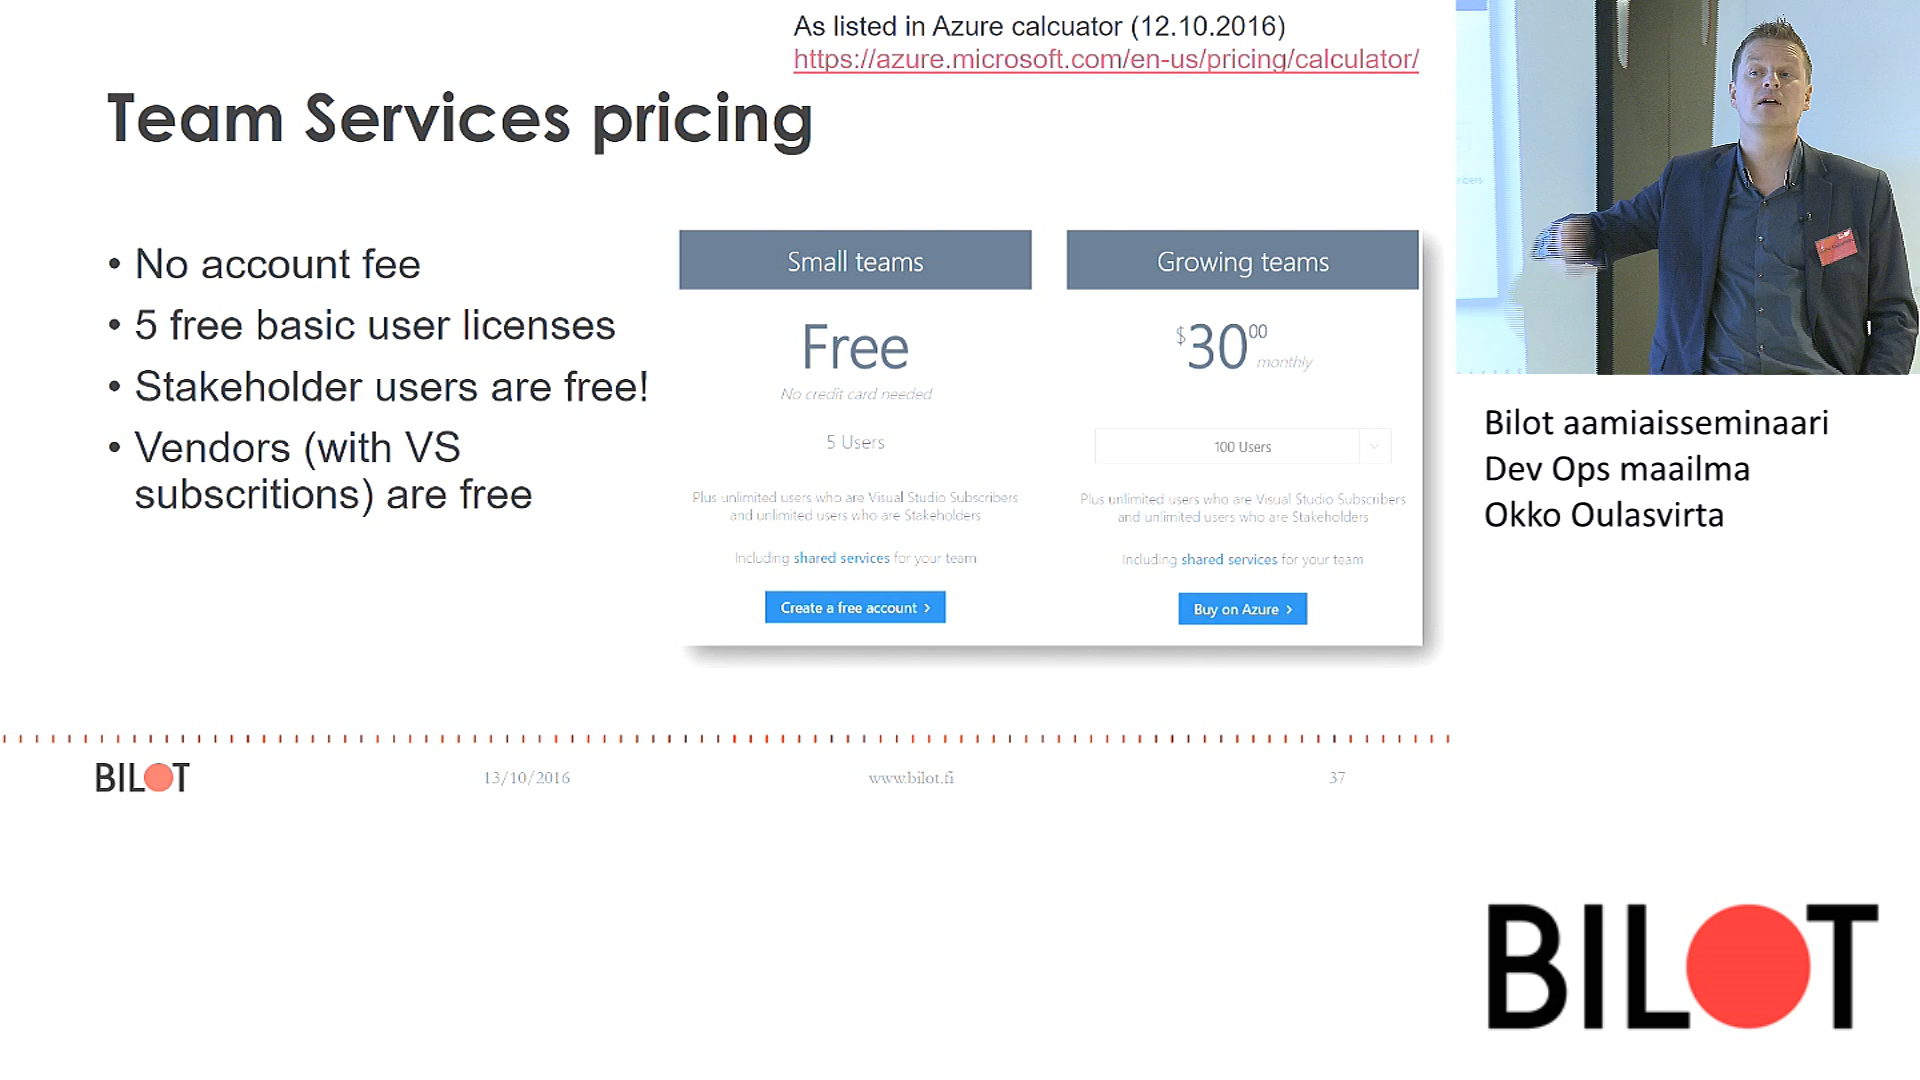 As listed in Azure calcuator (12.10.2016)
https://azure.microsoft.com/en-us/pricing/calculator/
Team Services pricing
• No account fee
• 5 free basic user licenses
• Stakeholder users are free!
• Vendors (with VS
subscritions) are free
Small teams
Free
No credit card needed
5 Users
Plus unlimited users who are Visual Studio Subscribers
and unlimited users who are Stakeholders
Including shared services for your team
Create a free account >
Growing teams
$30 00 monthly
100 Users
Plus unlimited users who are Visual Studio Subscribers
and unlimited users who are Stakeholders
Including shared services for your team
Buy on Azure >
Bilot aamiaisseminaari
Dev Ops maailma
Okko Oulasvirta
BILOT
13/10/2016
www.bilot.fi
37
BILOT